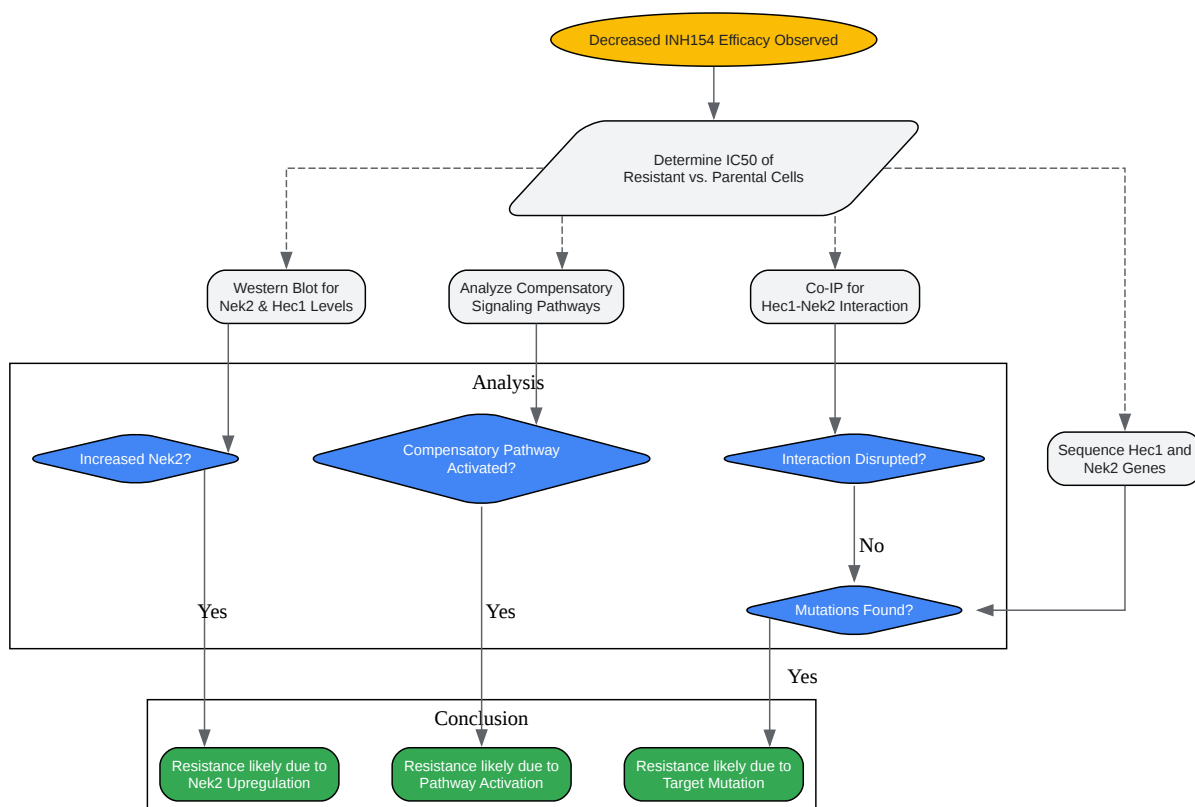 Decreased INH154 Efficacy Observed
Determine IC50 of
Resistant vs. Parental Cells
Western Blot for
Nek2 & Hec1 Levels
Analyze Compensatory
Signaling Pathways
Co-IP for
Hec1-Nek2 Interaction
Analysis
Increased Nek2?
Compensatory Pathway
Activated?
Interaction Disrupted?
Sequence Hec1 and
Nek2 Genes
No
Mutations Found?
Yes
Yes
Yes
Conclusion
Resistance likely due to
Nek2 Upregulation
Resistance likely due to
Pathway Activation
Resistance likely due to
Target Mutation